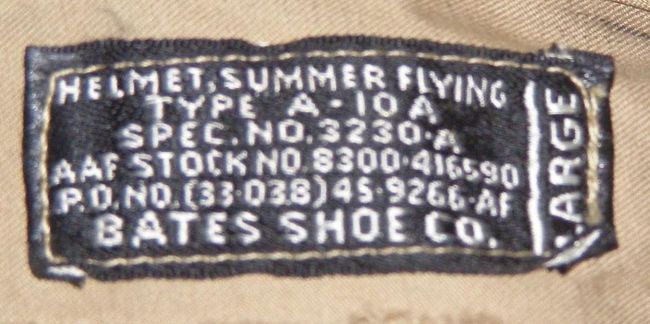 HELMET, SUMMER FLYING
TYPE A-10A
SPEC. NO. 3230-A
AAF STOCK NO. 8300-416590
P.O. NO. (33-038) 45-9266-AF
BATES SHOE CO.
LARGE